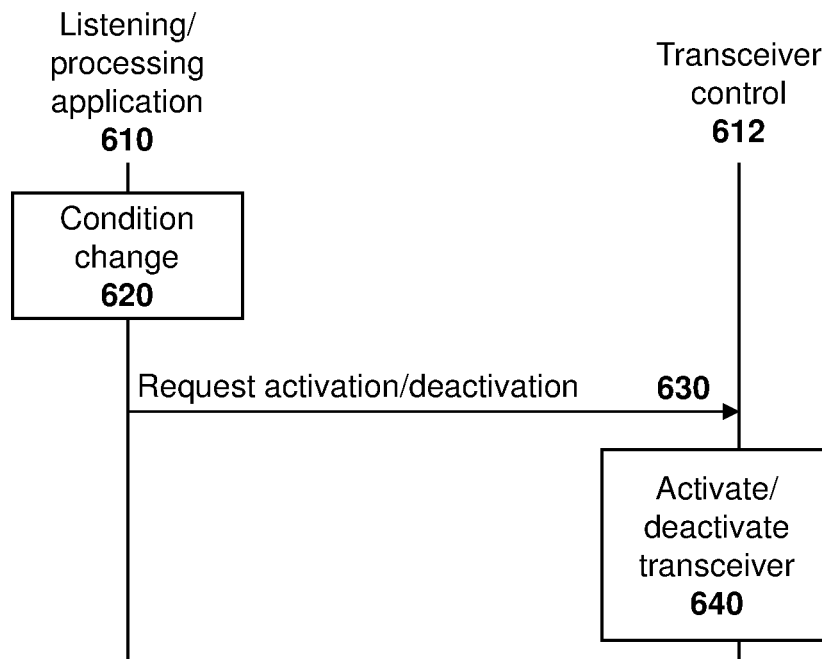 Listening/
processing
application
610
Transceiver
control
612
Condition
change
620
Request activation/deactivation 630
Activate/
deactivate
transceiver
640